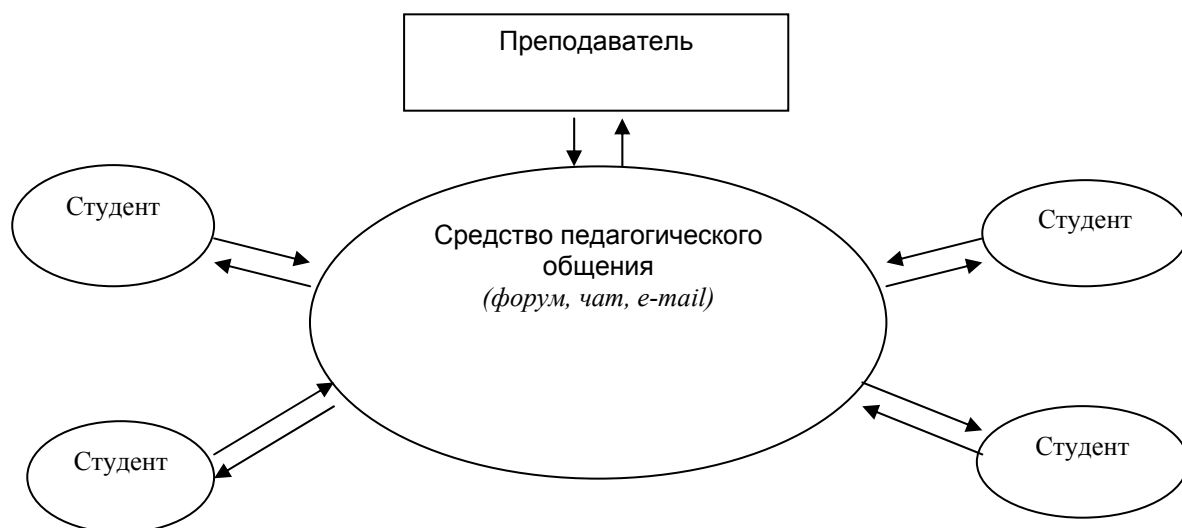 Преподаватель
Студент
Студент
Средство педагогического
общения
(форум, чат, e-mail)
Студент
Студент